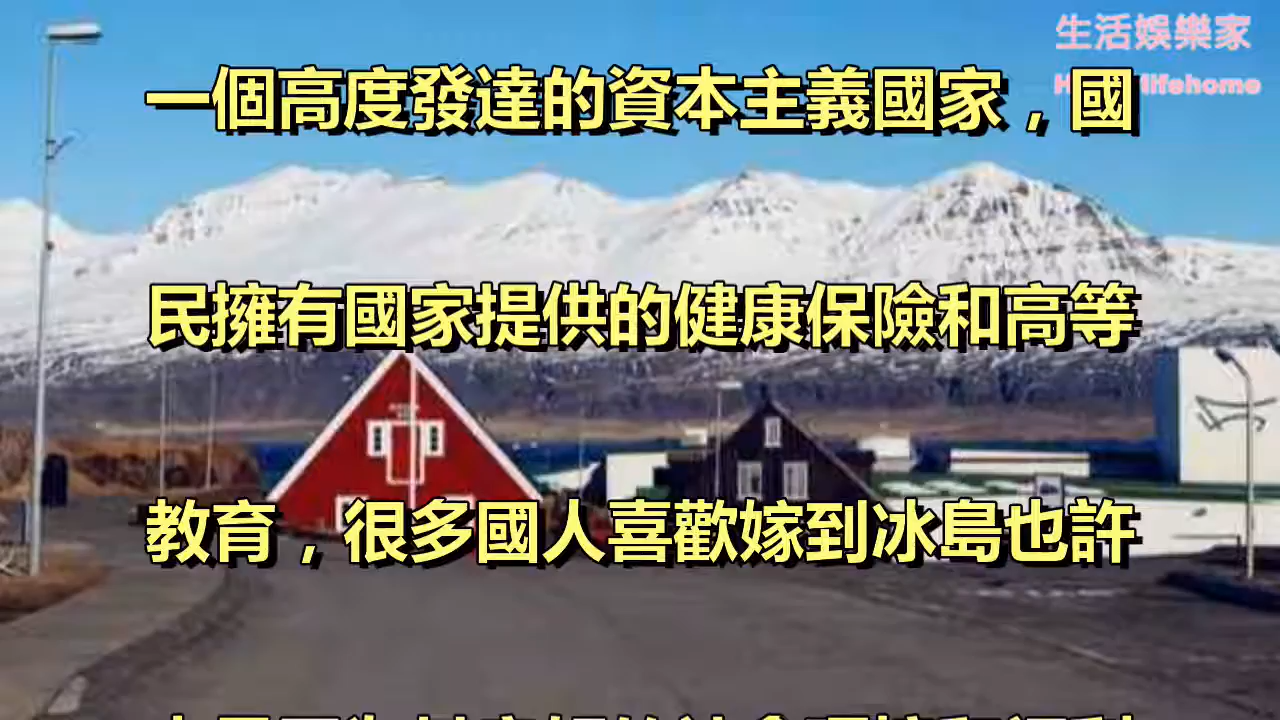 生活娛樂家
lifehome
一個高度發達的資本主義國家，國
民擁有國家提供的健康保險和高等
教育，很多國人喜歡嫁到冰島也許